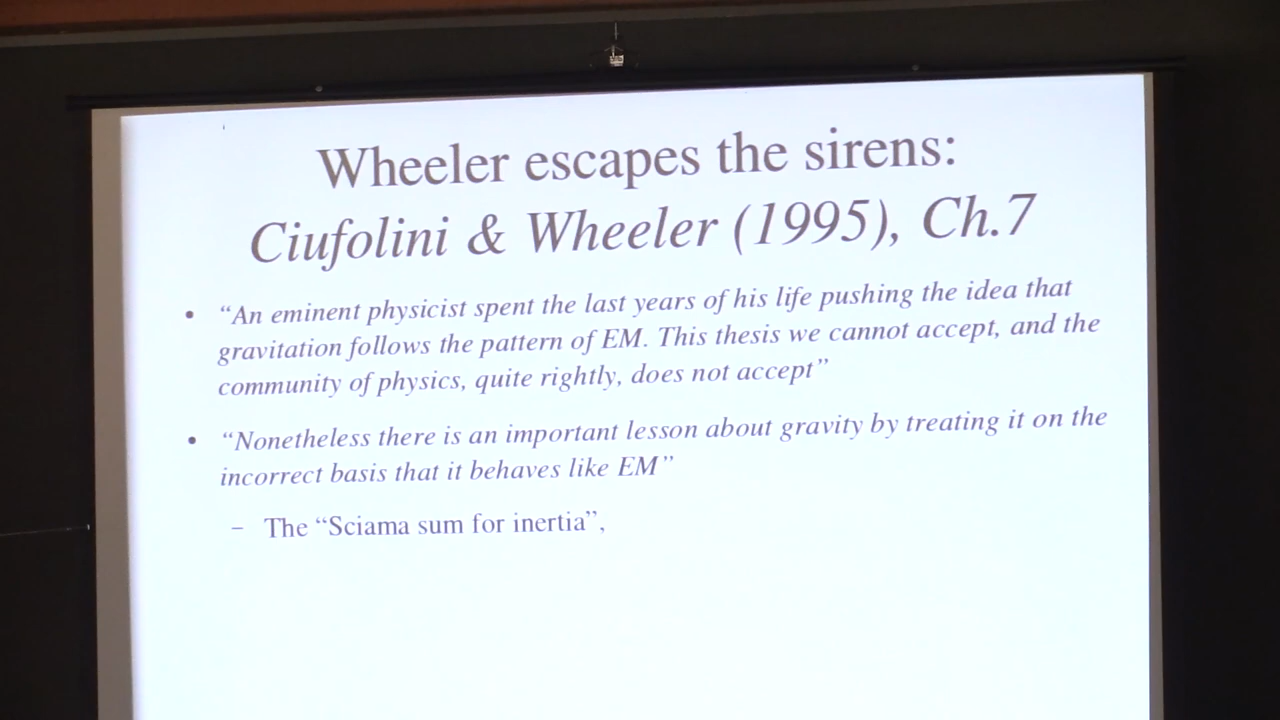 Wheeler escapes the sirens:
Ciufolini & Wheeler (1995), Ch.7
• “An eminent physicist spent the last years of his life pushing the idea that
gravitation follows the pattern of EM. This thesis we cannot accept, and the
community of physics, quite rightly, does not accept”
• “Nonetheless there is an important lesson about gravity by treating it on the
incorrect basis that it behaves like EM”
– The “Sciama sum for inertia”,